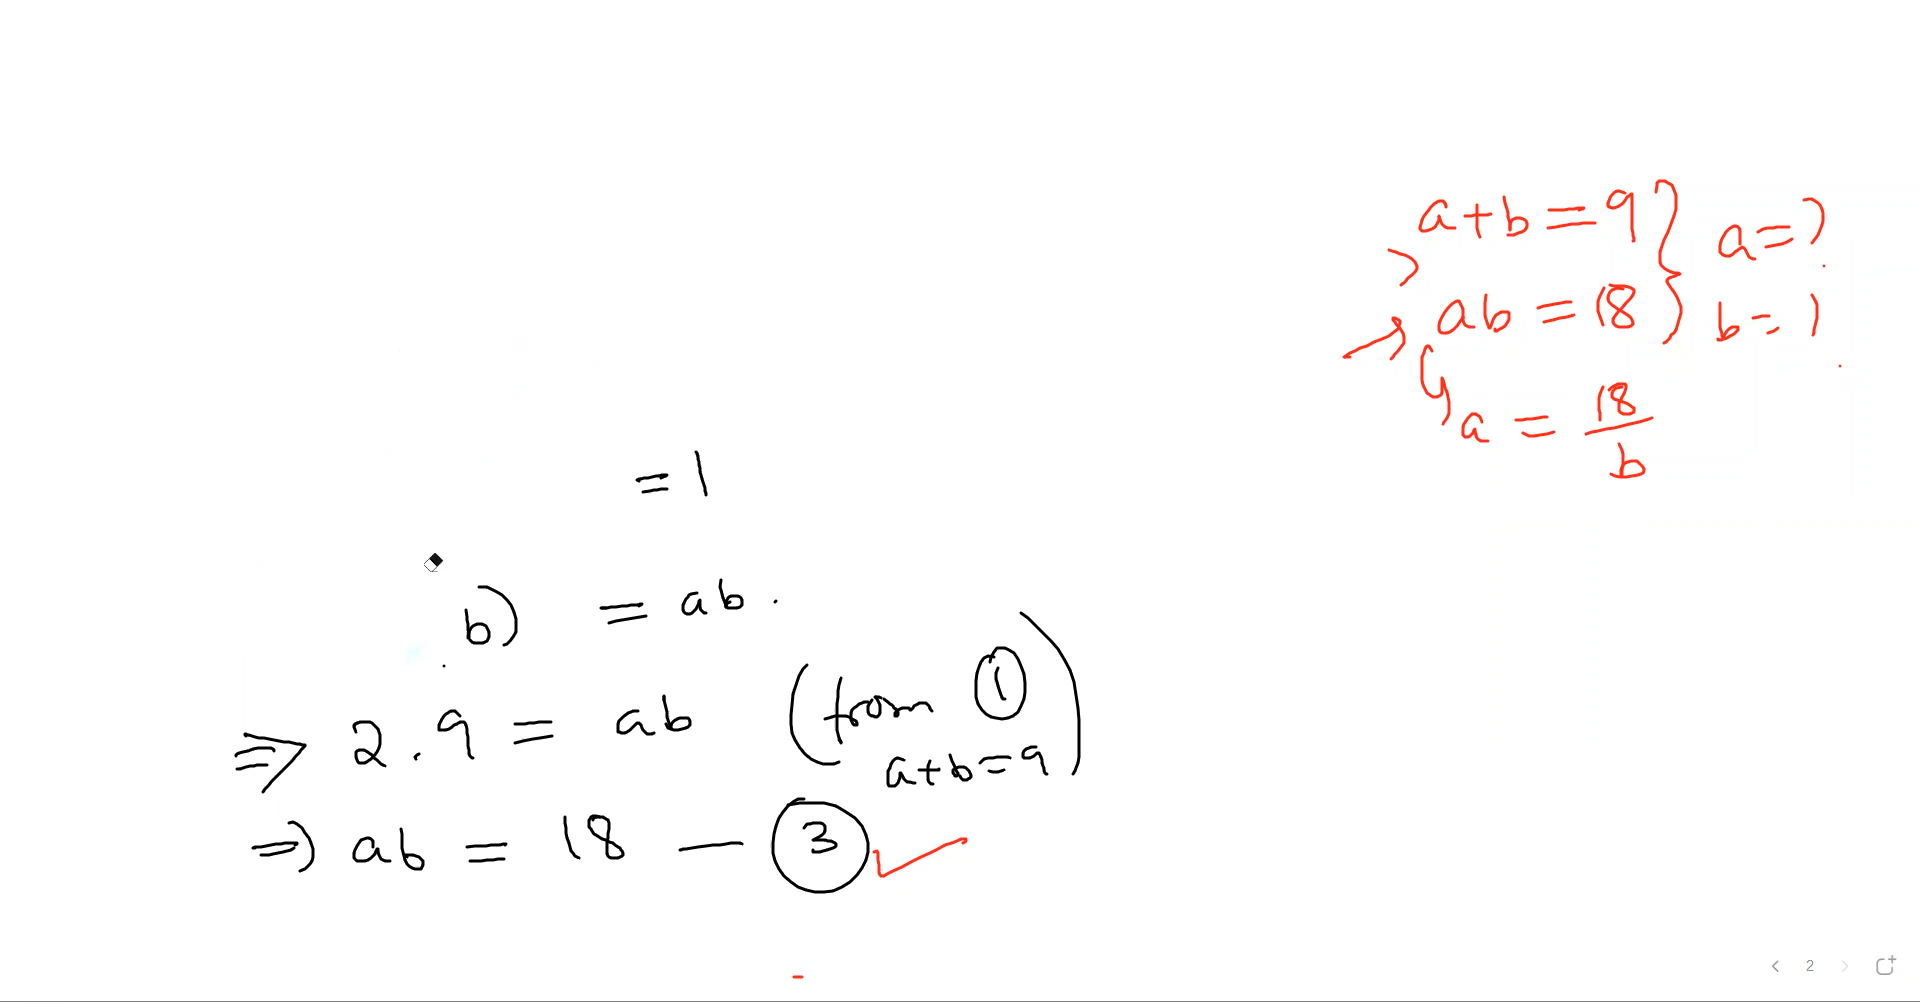 a+b=9
a=?
ab=18
b=?
a=18/b
=1
b) = ab.
⇒ 2.9 = ab (from ①
a+b=9)
⇒ ab = 18 — ③ ✓
2